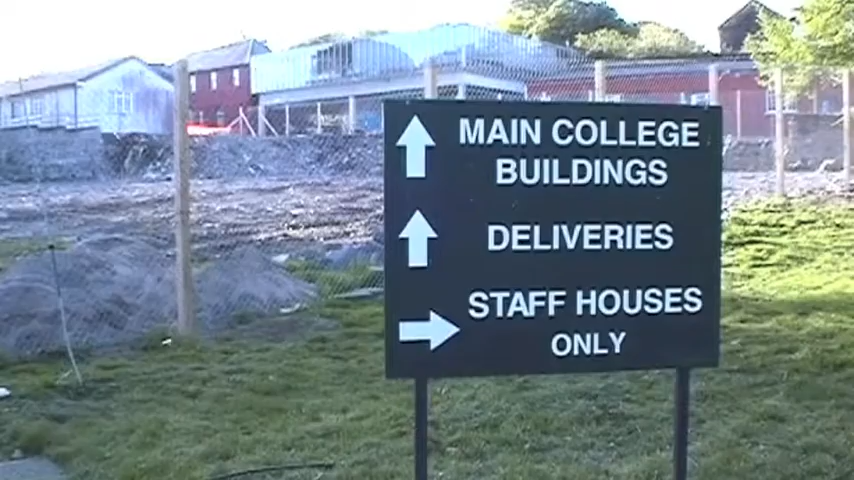 MAIN COLLEGE
BUILDINGS
DELIVERIES
STAFF HOUSES
ONLY